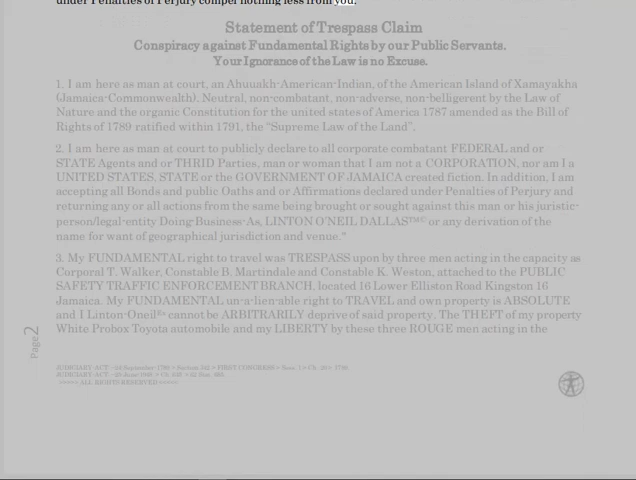 under Penalties of Perjury compel nothing less from you.
Statement of Trespass Claim
Conspiracy against Fundamental Rights by our Public Servants.
Your Ignorance of the Law is no Excuse.
1. I am here as man at court, an Ahuuakh-American-Indian, of the American Island of Xamayakha
(Jamaica-Commonwealth), Neutral, non-combatant, non-adverse, non-belligerent by the Law of
Nature and the organic Constitution for the united states of America 1787 amended as the Bill of
Rights of 1789 ratified within 1791, the "Supreme Law of the Land".
2. I am here as man at court to publicly declare to all corporate combatant FEDERAL and or
STATE Agents and or THRID Parties, man or woman that I am not a CORPORATION, nor am I a
UNITED STATES, STATE or the GOVERNMENT OF JAMAICA created fiction. In addition, I am
accepting all Bonds and public Oaths and or Affirmations declared under Penalties of Perjury and
returning any or all actions from the same being brought or sought against this man or his juristic-
person/legal-entity Doing-Business-As, LINTON O'NEIL DALLAS or any derivation of the
name for want of geographical jurisdiction and venue."
3. My FUNDAMENTAL right to travel was TRESPASS upon by three men acting in the capacity as
Corporal T. Walker, Constable B. Martindale and Constable K. Weston, attached to the PUBLIC
SAFETY TRAFFIC ENFORCEMENT BRANCH, located 16 Lower Elliston Road Kingston 16
Jamaica. My FUNDAMENTAL un-a-lien-able right to TRAVEL and own property is ABSOLUTE
and I Linton-Oneil cannot be ARBITRARILY deprive of said property. The THEFT of my property
White Probox Toyota automobile and my LIBERTY by these three ROUGE men acting in the
Page 2
JUDICIARY ACT: September 1789 FIRST CONGRESS
JUDICIARY ACT: June 1948
ALL RIGHTS RESERVED